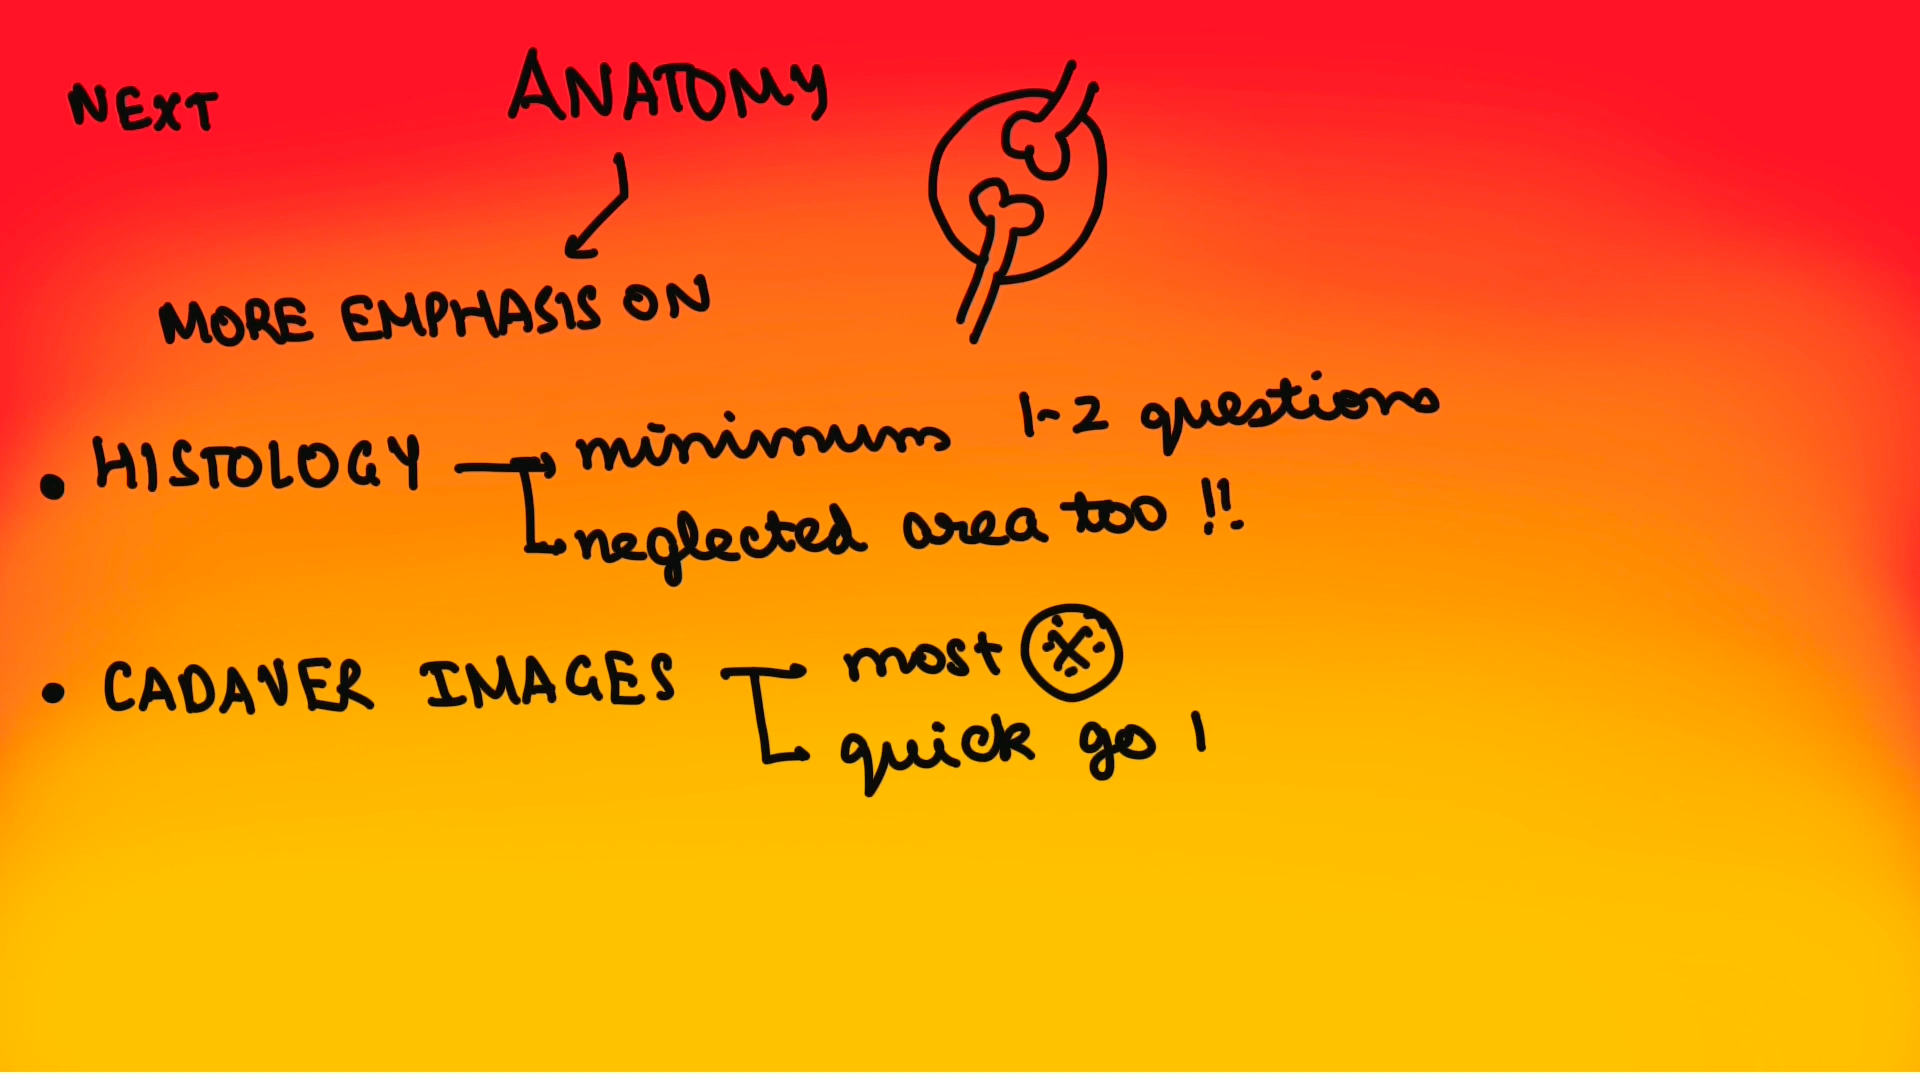 NEXT
ANATOMY
MORE EMPHASIS ON
• HISTOLOGY → minimum 1-2 questions
neglected area too !!
• CADAVER IMAGES → most
quick go